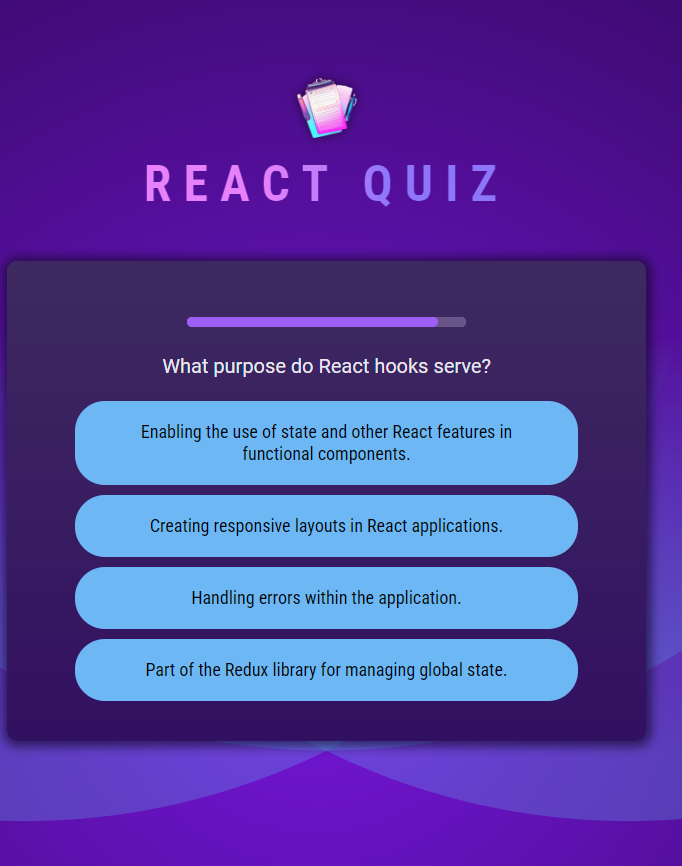 REACT QUIZ
What purpose do React hooks serve?
Enabling the use of state and other React features in
functional components.
Creating responsive layouts in React applications.
Handling errors within the application.
Part of the Redux library for managing global state.